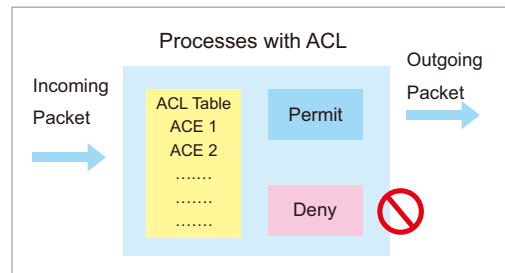 Processes with ACL
Incoming
Packet
ACL Table
ACE 1
ACE 2
.......
.......
.......
Permit
Deny
Outgoing
Packet